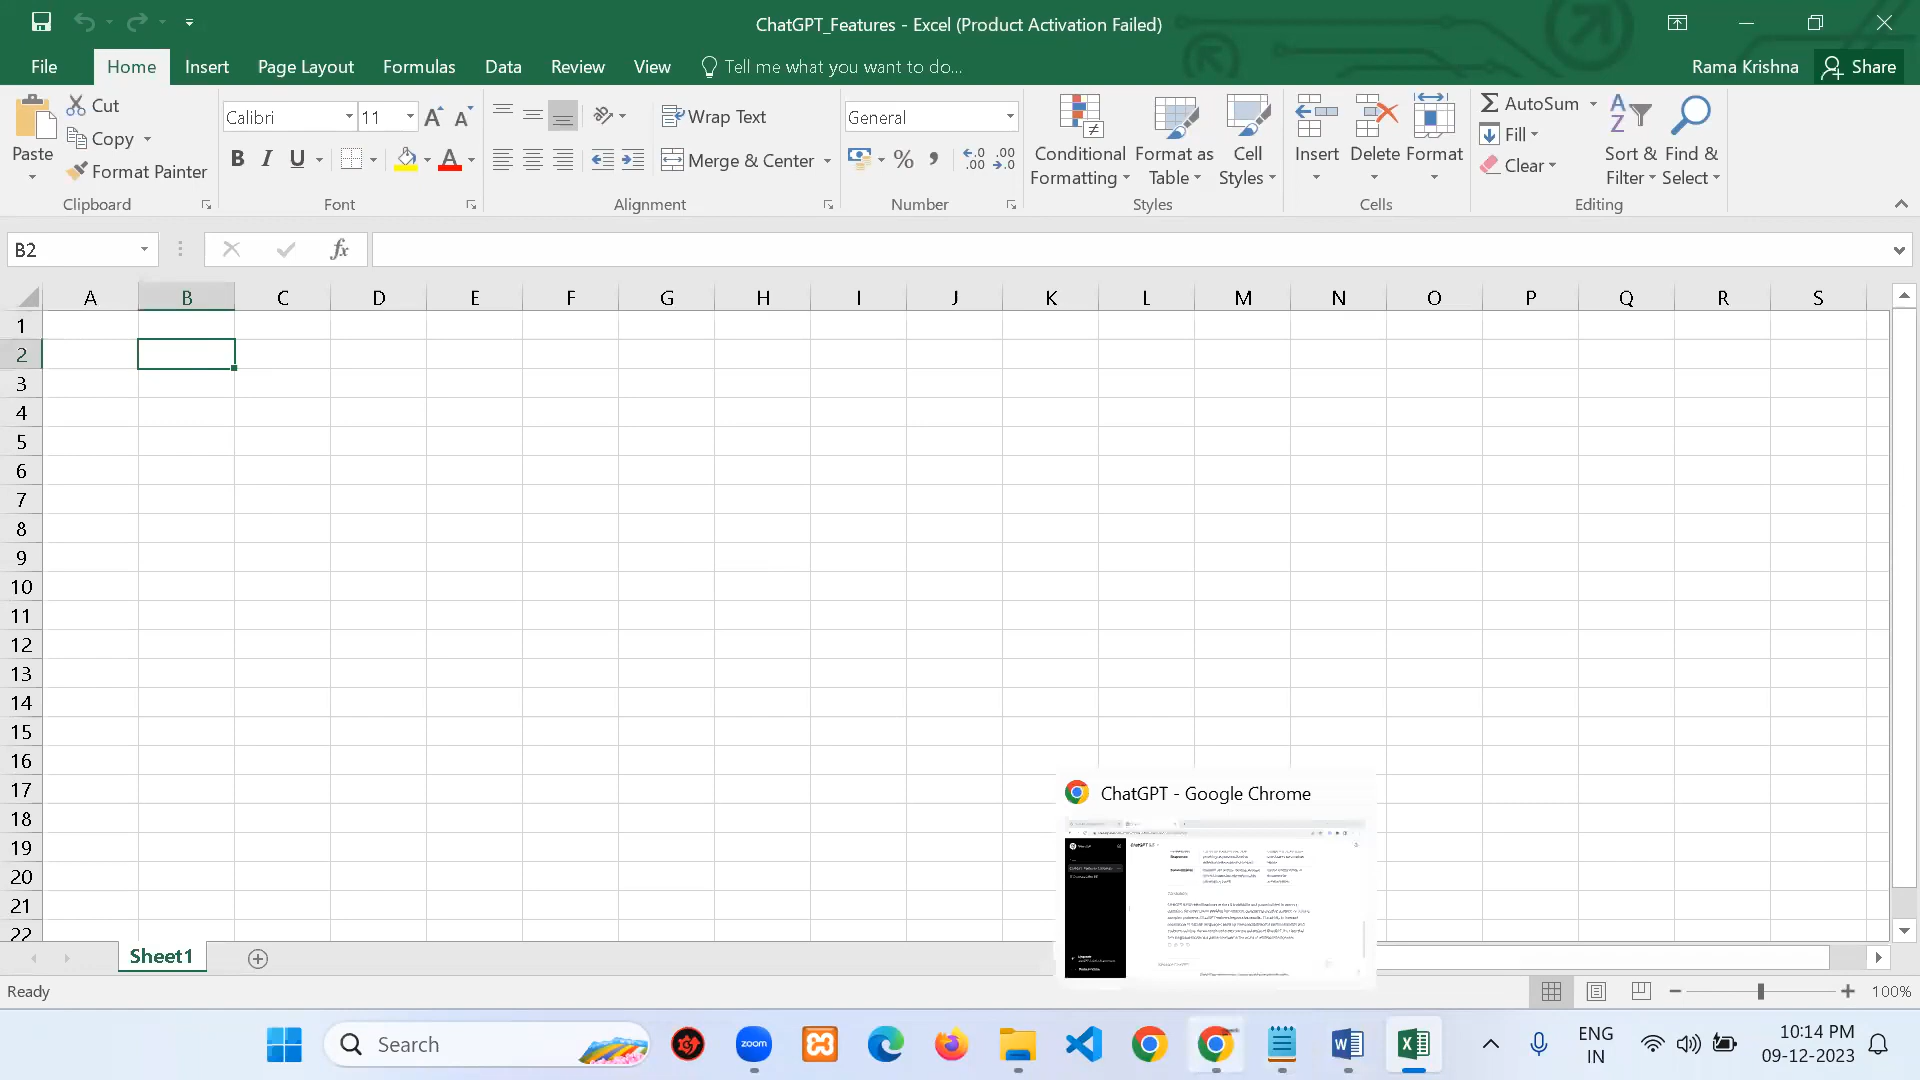 ChatGPT_Features - Excel (Product Activation Failed)
File Home Insert Page Layout Formulas Data Review View Tell me what you want to do... Rama Krishna Share
Paste Cut Copy Format Painter
Clipboard
Calibri 11
B I U A
Font
Wrap Text
Merge & Center
Alignment
General
%
Number
Conditional Formatting Format as Table Cell Styles
Styles
Insert Delete Format
Cells
AutoSum
Fill
Clear
Sort & Filter Find & Select
Editing
B2 fx
A B C D E F G H I J K L M N O P Q R S
1
2
3
4
5
6
7
8
9
10
11
12
13
14
15
16
17
18
19
20
21
22
ChatGPT - Google Chrome
Sheet1
Ready 100%
Search zoom ENG IN 10:14 PM 09-12-2023